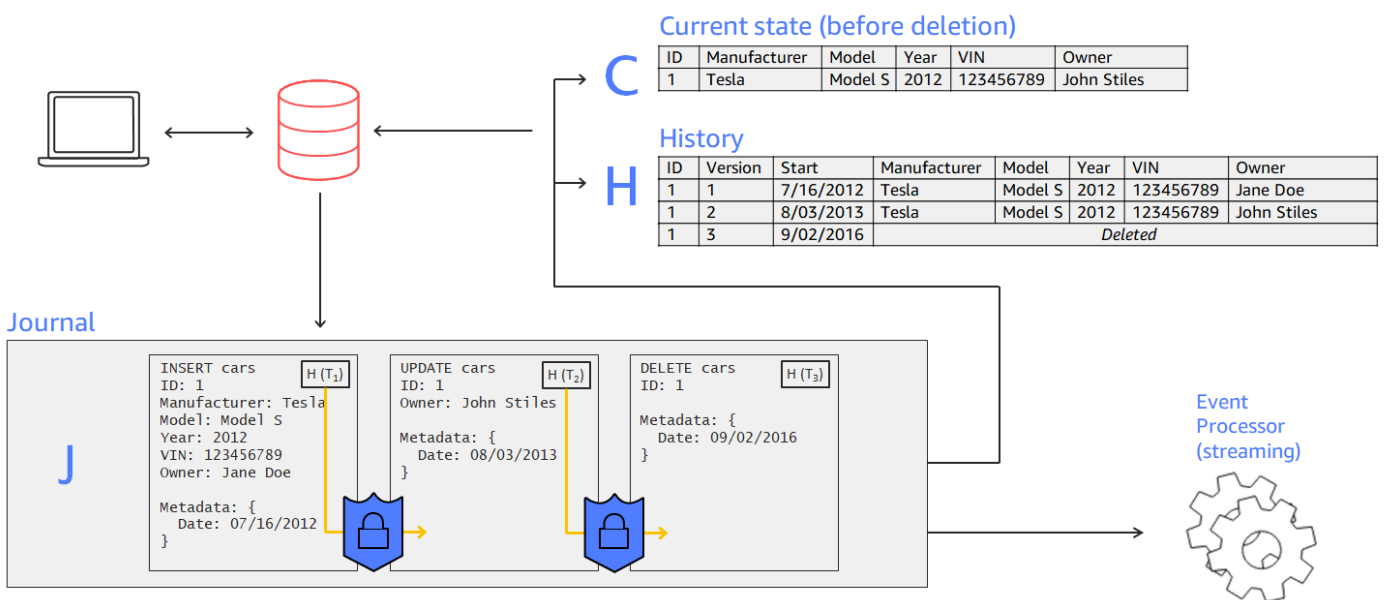 Current state (before deletion)
C
ID Manufacturer Model Year VIN Owner
1 Tesla Model S 2012 123456789 John Stiles
History
H
ID Version Start Manufacturer Model Year VIN Owner
1 1 7/16/2012 Tesla Model S 2012 123456789 Jane Doe
1 2 8/03/2013 Tesla Model S 2012 123456789 John Stiles
1 3 9/02/2016 Deleted
Journal
J
INSERT cars
H (T₁)
ID: 1
Manufacturer: Tesla
Model: Model S
Year: 2012
VIN: 123456789
Owner: Jane Doe
Metadata: {
Date: 07/16/2012
}
UPDATE cars
H (T₂)
ID: 1
Owner: John Stiles
Metadata: {
Date: 08/03/2013
}
DELETE cars
H (T₃)
ID: 1
Metadata: {
Date: 09/02/2016
}
Event
Processor
(streaming)